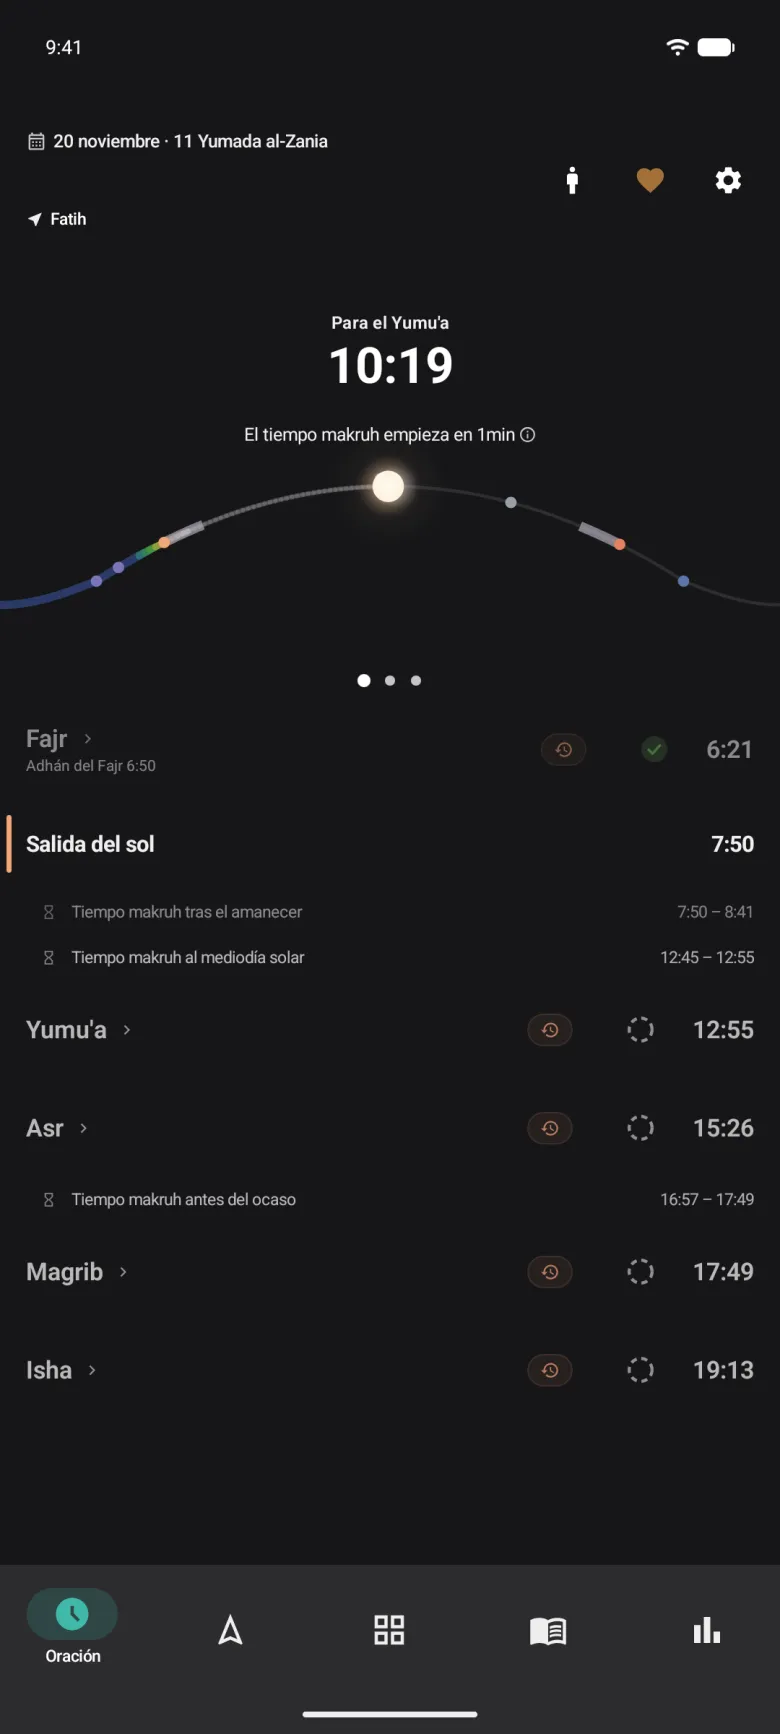 9:41
20 noviembre · 11 Yumada al-Zania
Fatih
Para el Yumu'a
10:19
El tiempo makruh empieza en 1min
Fajr
Adhán del Fajr 6:50
6:21
Salida del sol
7:50
Tiempo makruh tras el amanecer
7:50 – 8:41
Tiempo makruh al mediodía solar
12:45 – 12:55
Yumu'a
12:55
Asr
15:26
Tiempo makruh antes del ocaso
16:57 – 17:49
Magrib
17:49
Isha
19:13
Oración